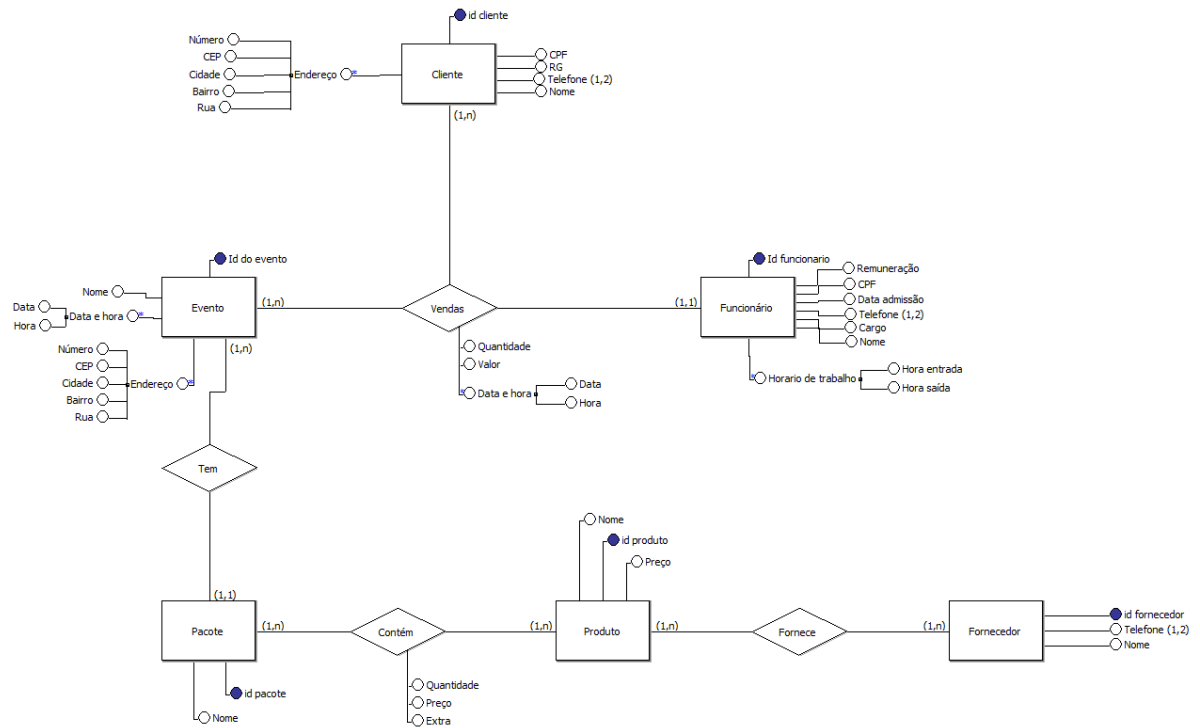 id cliente
Número
CEP
Cidade
Bairro
Rua
Endereço
*
Cliente
CPF
RG
Telefone (1,2)
Nome
(1,n)
Id do evento
Nome
Data
Hora
Data e hora
*
Evento
(1,n)
(1,n)
Número
CEP
Cidade
Bairro
Rua
Endereço
*
Vendas
Quantidade
Valor
*
Data e hora
Data
Hora
(1,1)
Id funcionario
Funcionário
Remuneração
CPF
Data admissão
Telefone (1,2)
Cargo
Nome
*
Horario de trabalho
Hora entrada
Hora saída
Tem
(1,1)
Pacote
(1,n)
id pacote
Nome
Contém
Quantidade
Preço
Extra
(1,n)
Nome
id produto
Preço
Produto
(1,n)
Fornece
(1,n)
Fornecedor
id fornecedor
Telefone (1,2)
Nome